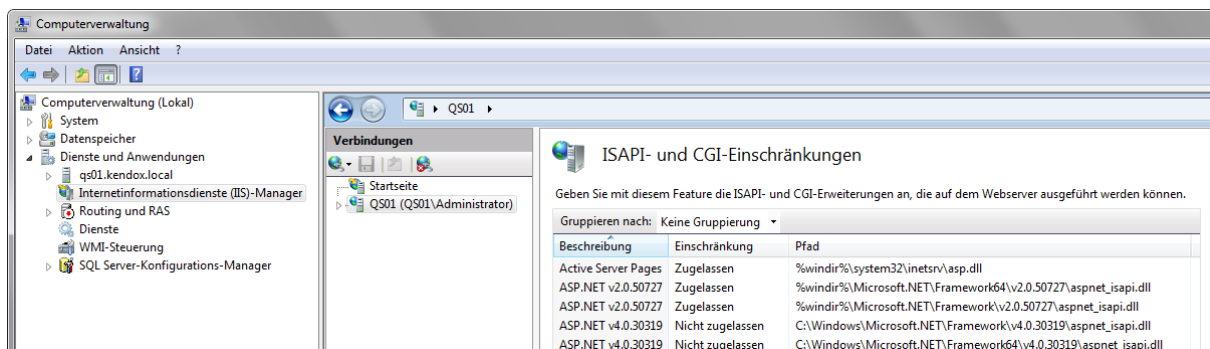 Computerverwaltung
Datei Aktion Ansicht ?
Computerverwaltung (Lokal)
System
Datenspeicher
Dienste und Anwendungen
qs01.kendox.local
Internetinformationsdienste (IIS)-Manager
Routing und RAS
Dienste
WMI-Steuerung
SQL Server-Konfigurations-Manager
QS01
Verbindungen
Startseite
QS01 (QS01\Administrator)
ISAPI- und CGI-Einschränkungen
Geben Sie mit diesem Feature die ISAPI- und CGI-Erweiterungen an, die auf dem Webserver ausgeführt werden können.
Gruppieren nach: Keine Gruppierung
Beschreibung Einschränkung Pfad
Active Server Pages Zugelassen %windir%\system32\inetsrv\asp.dll
ASP.NET v2.0.50727 Zugelassen %windir%\Microsoft.NET\Framework64\v2.0.50727\aspnet_isapi.dll
ASP.NET v2.0.50727 Zugelassen %windir%\Microsoft.NET\Framework\v2.0.50727\aspnet_isapi.dll
ASP.NET v4.0.30319 Nicht zugelassen C:\Windows\Microsoft.NET\Framework\v4.0.30319\aspnet_isapi.dll
ASP.NET v4.0.30319 Nicht zugelassen C:\Windows\Microsoft.NET\Framework64\v4.0.30319\aspnet_isapi.dll